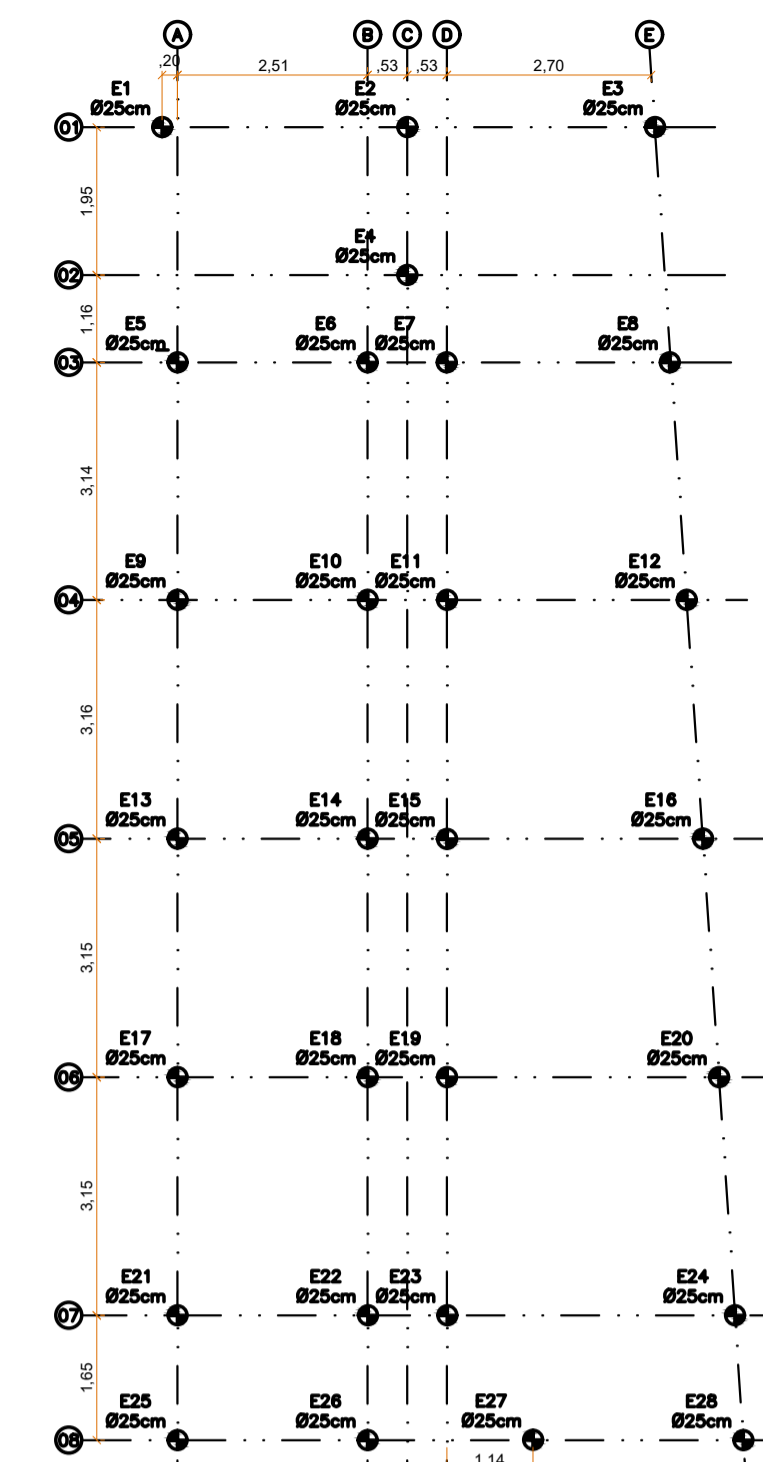 A B C D E
,20 2,51 ,53 ,53 2,70
E1 E2 E3
Ø25cm Ø25cm Ø25cm
01
1,95
E4
Ø25cm
02
1,16
E5 E6 E7 E8
Ø25cm Ø25cm Ø25cm Ø25cm
03
3,14
E9 E10 E11 E12
Ø25cm Ø25cm Ø25cm Ø25cm
04
3,16
E13 E14 E15 E16
Ø25cm Ø25cm Ø25cm Ø25cm
05
3,15
E17 E18 E19 E20
Ø25cm Ø25cm Ø25cm Ø25cm
06
3,15
E21 E22 E23 E24
Ø25cm Ø25cm Ø25cm Ø25cm
07
1,65
E25 E26 E27 E28
Ø25cm Ø25cm Ø25cm Ø25cm
08
1,14